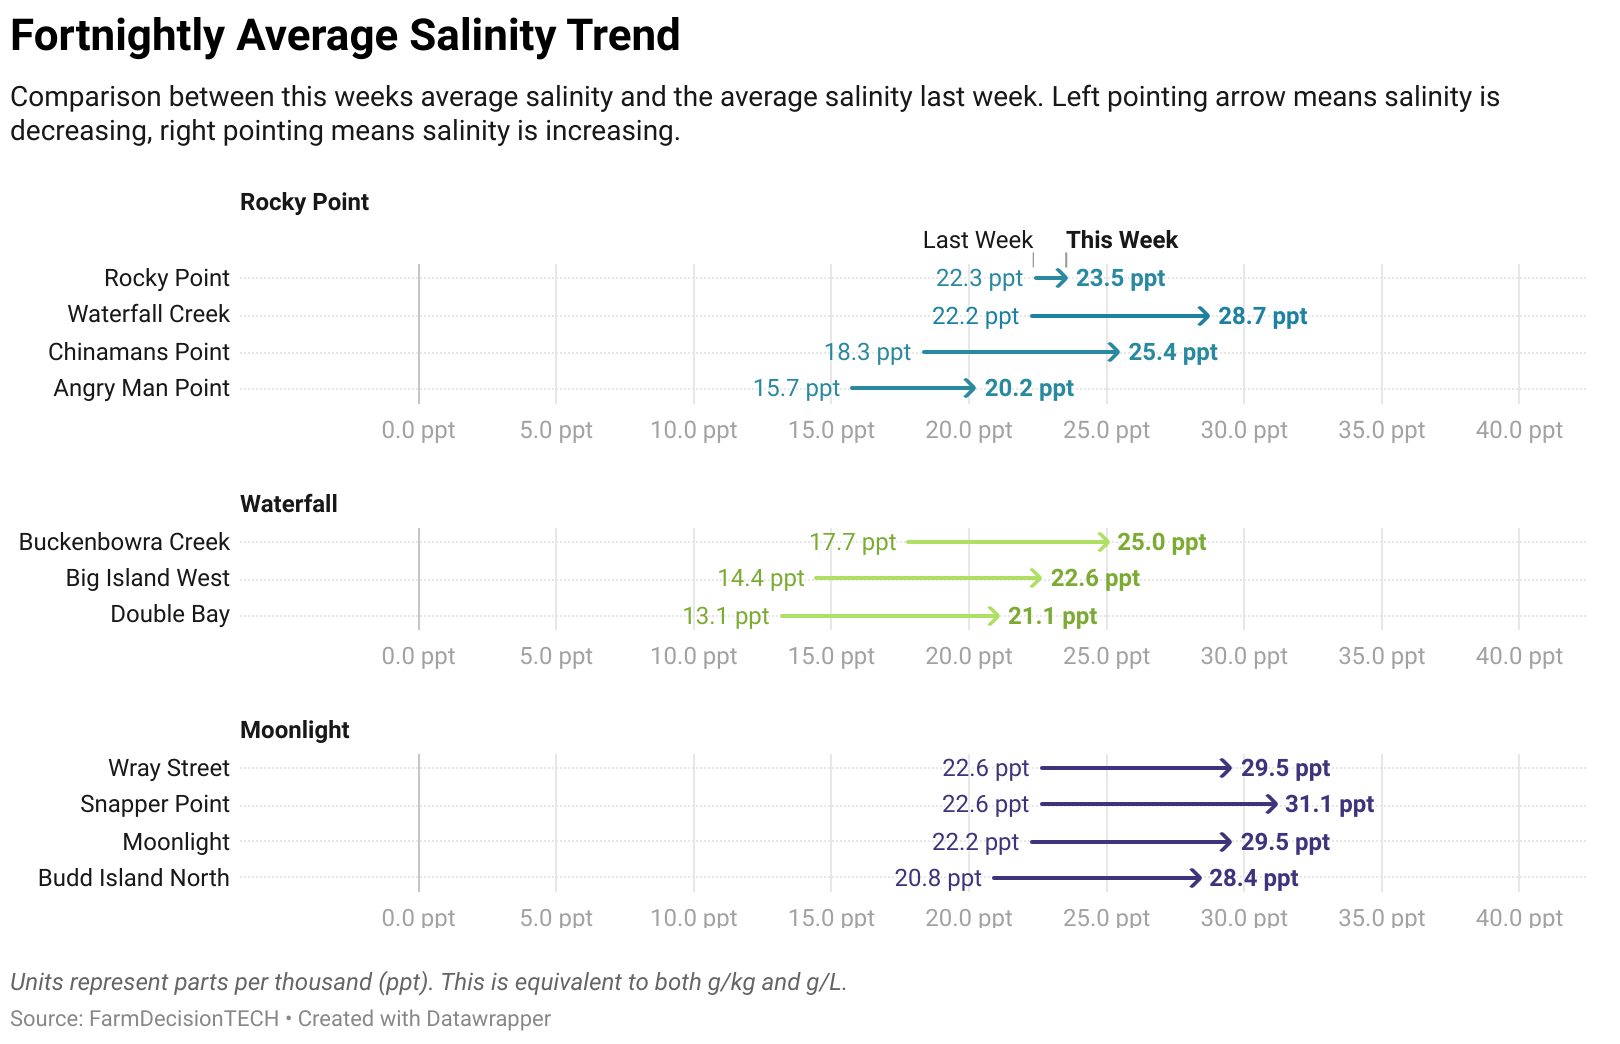 Fortnightly Average Salinity Trend
Comparison between this weeks average salinity and the average salinity last week. Left pointing arrow means salinity is
decreasing, right pointing means salinity is increasing.
Rocky Point
Last Week This Week
Rocky Point 22.3 ppt 23.5 ppt
Waterfall Creek 22.2 ppt 28.7 ppt
Chinamans Point 18.3 ppt 25.4 ppt
Angry Man Point 15.7 ppt 20.2 ppt
0.0 ppt 5.0 ppt 10.0 ppt 15.0 ppt 20.0 ppt 25.0 ppt 30.0 ppt 35.0 ppt 40.0 ppt
Waterfall
Buckenbowra Creek 17.7 ppt 25.0 ppt
Big Island West 14.4 ppt 22.6 ppt
Double Bay 13.1 ppt 21.1 ppt
0.0 ppt 5.0 ppt 10.0 ppt 15.0 ppt 20.0 ppt 25.0 ppt 30.0 ppt 35.0 ppt 40.0 ppt
Moonlight
Wray Street 22.6 ppt 29.5 ppt
Snapper Point 22.6 ppt 31.1 ppt
Moonlight 22.2 ppt 29.5 ppt
Budd Island North 20.8 ppt 28.4 ppt
0.0 ppt 5.0 ppt 10.0 ppt 15.0 ppt 20.0 ppt 25.0 ppt 30.0 ppt 35.0 ppt 40.0 ppt
Units represent parts per thousand (ppt). This is equivalent to both g/kg and g/L.
Source: FarmDecisionTECH • Created with Datawrapper